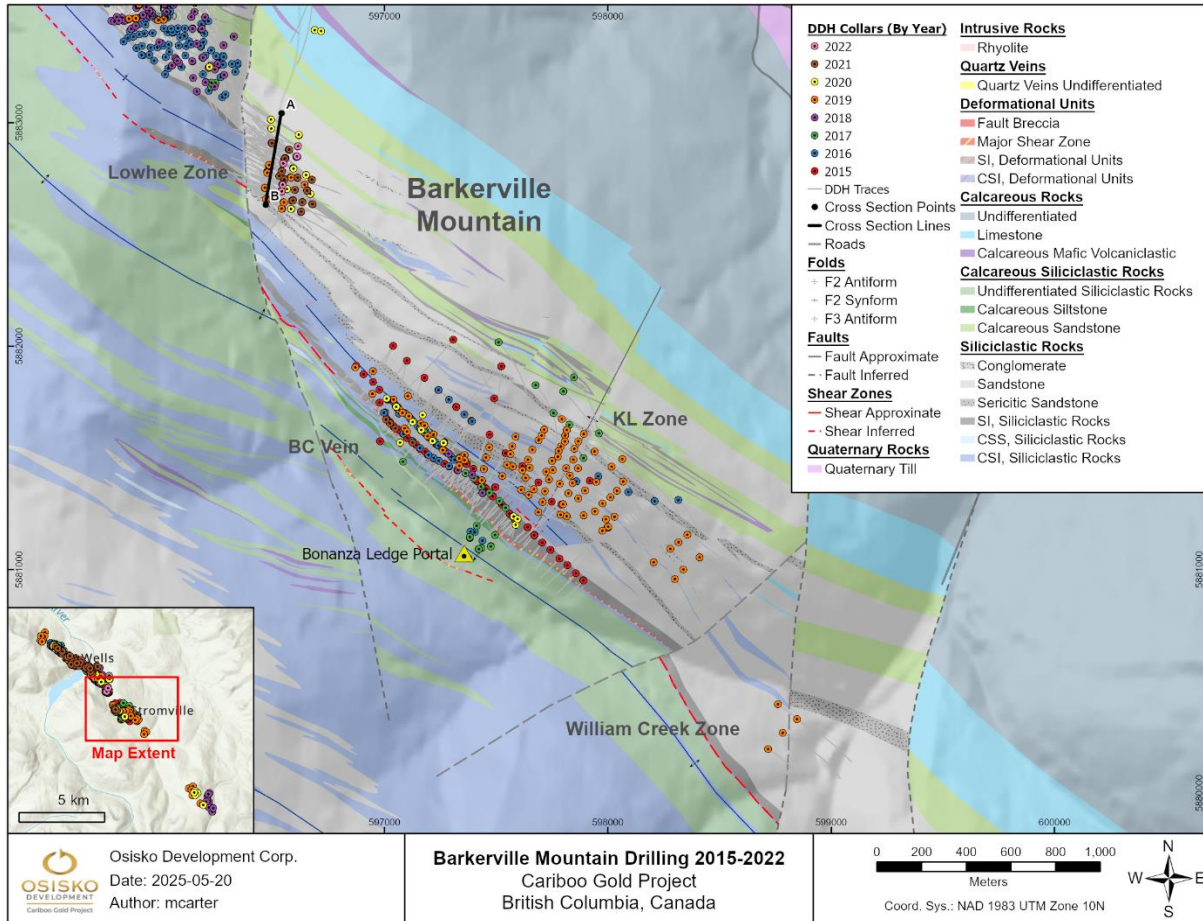 597000
598000
5883000
5882000
5881000
A
B
Lowhee Zone
Barkerville
Mountain
KL Zone
BC Vein
Bonanza Ledge Portal
William Creek Zone
DDH Collars (By Year)
2022
2021
2020
2019
2018
2017
2016
2015
DDH Traces
Cross Section Points
Cross Section Lines
Roads
Folds
F2 Antiform
F2 Synform
F3 Antiform
Faults
Fault Approximate
Fault Inferred
Shear Zones
Shear Approximate
Shear Inferred
Quaternary Rocks
Quaternary Till
Intrusive Rocks
Rhyolite
Quartz Veins
Quartz Veins Undifferentiated
Deformational Units
Fault Breccia
Major Shear Zone
SI, Deformational Units
CSI, Deformational Units
Calcareous Rocks
Undifferentiated
Limestone
Calcareous Mafic Volcaniclastic
Calcareous Siliciclastic Rocks
Undifferentiated Siliciclastic Rocks
Calcareous Siltstone
Calcareous Sandstone
Siliciclastic Rocks
Conglomerate
Sandstone
Sericitic Sandstone
SI, Siliciclastic Rocks
CSS, Siliciclastic Rocks
CSI, Siliciclastic Rocks
5881000
5880000
Wells
Stromville
Map Extent
5 km
597000
598000
599000
600000
OSISKO
DEVELOPMENT
Cariboo Gold Project
Osisko Development Corp.
Date: 2025-05-20
Author: mcarter
Barkerville Mountain Drilling 2015-2022
Cariboo Gold Project
British Columbia, Canada
0 200 400 600 800 1,000
Meters
Coord. Sys.: NAD 1983 UTM Zone 10N
N
W E
S